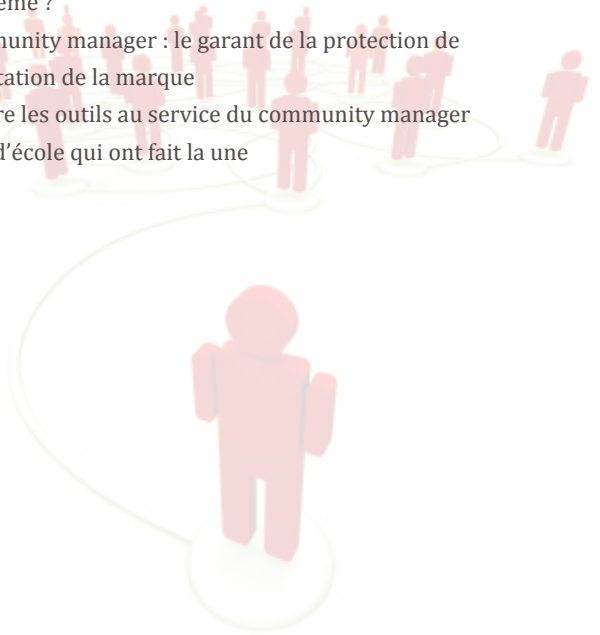 ème ?
munity manager : le garant de la protection de
tation de la marque
re les outils au service du community manager
d'école qui ont fait la une